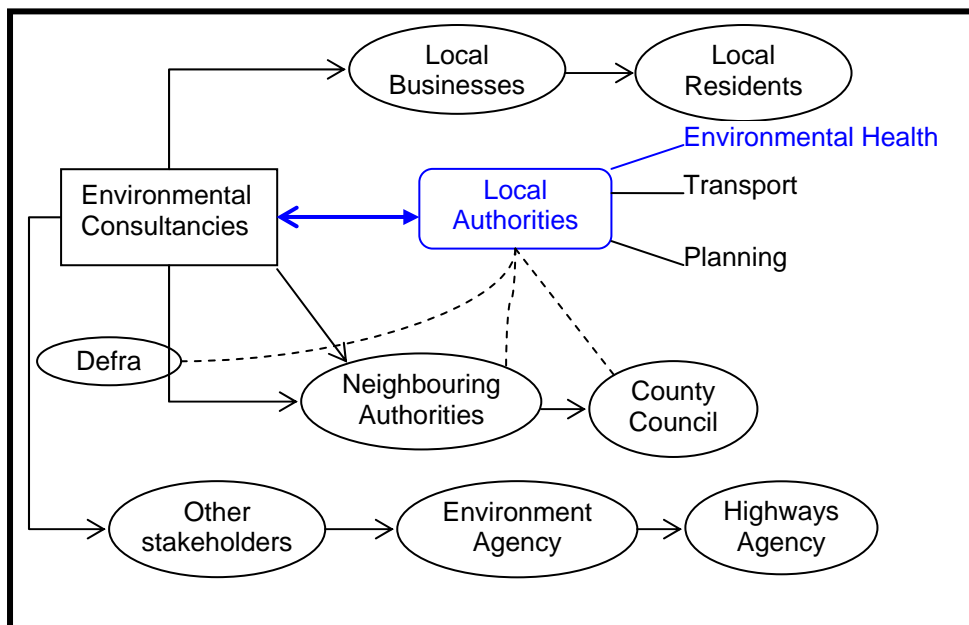 Local
Businesses
Local
Residents
Environmental Health
Environmental
Consultancies
Local
Authorities
Transport
Planning
Defra
Neighbouring
Authorities
County
Council
Other
stakeholders
Environment
Agency
Highways
Agency